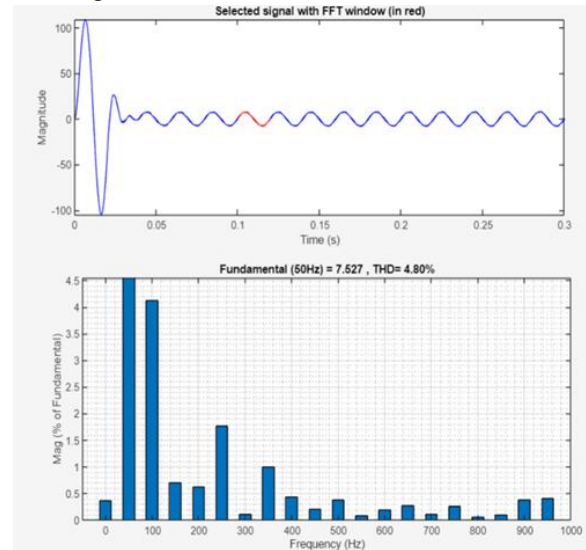 Selected signal with FFT window (in red)
100
50
0
-50
-100
Magnitude
0 0.05 0.1 0.15 0.2 0.25 0.3
Time (s)
Fundamental (50Hz) = 7.527 , THD= 4.80%
4.5
4
3.5
3
2.5
2
1.5
1
0.5
0
Mag (% of Fundamental)
0 100 200 300 400 500 600 700 800 900 1000
Frequency (Hz)